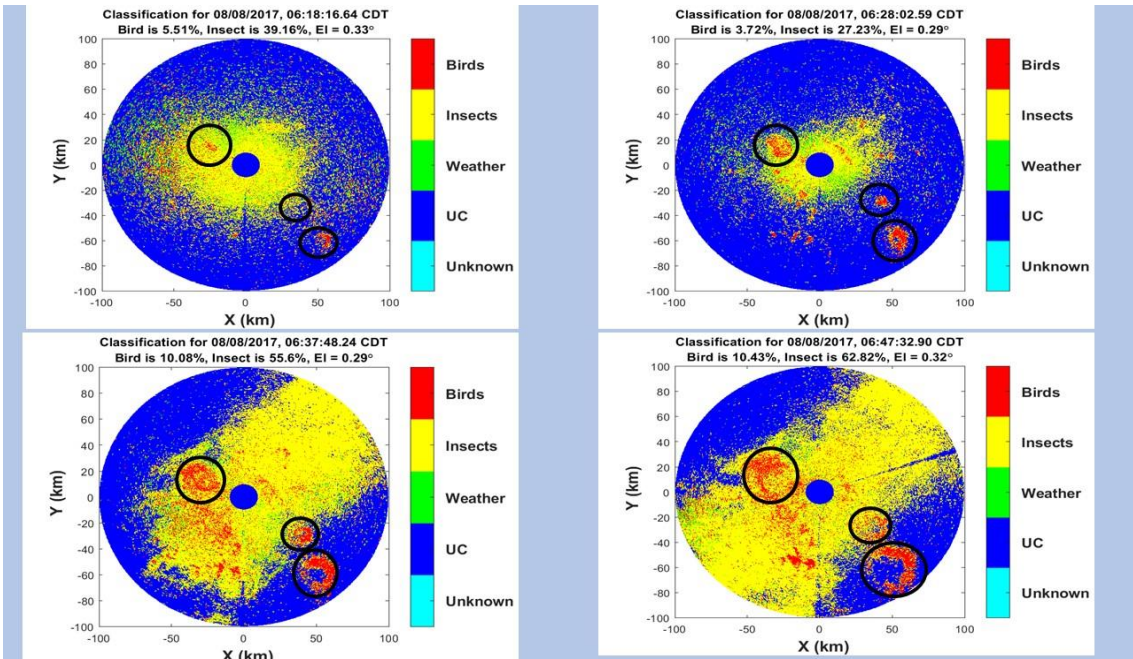 Classification for 08/08/2017, 06:18:16.64 CDT
Bird is 5.51%, Insect is 39.16%, El = 0.33°
100
80
60
40
20
0
-20
-40
-60
-80
-100
Y (km)
-100 -50 0 50 100
X (km)
Birds
Insects
Weather
UC
Unknown
Classification for 08/08/2017, 06:28:02.59 CDT
Bird is 3.72%, Insect is 27.23%, El = 0.29°
100
80
60
40
20
0
-20
-40
-60
-80
-100
Y (km)
-100 -50 0 50 100
X (km)
Birds
Insects
Weather
UC
Unknown
Classification for 08/08/2017, 06:37:48.24 CDT
Bird is 10.08%, Insect is 55.6%, El = 0.29°
100
80
60
40
20
0
-20
-40
-60
-80
-100
Y (km)
-100 -50 0 50 100
X (km)
Birds
Insects
Weather
UC
Unknown
Classification for 08/08/2017, 06:47:32.90 CDT
Bird is 10.43%, Insect is 62.82%, El = 0.32°
100
80
60
40
20
0
-20
-40
-60
-80
-100
Y (km)
-100 -50 0 50 100
X (km)
Birds
Insects
Weather
UC
Unknown